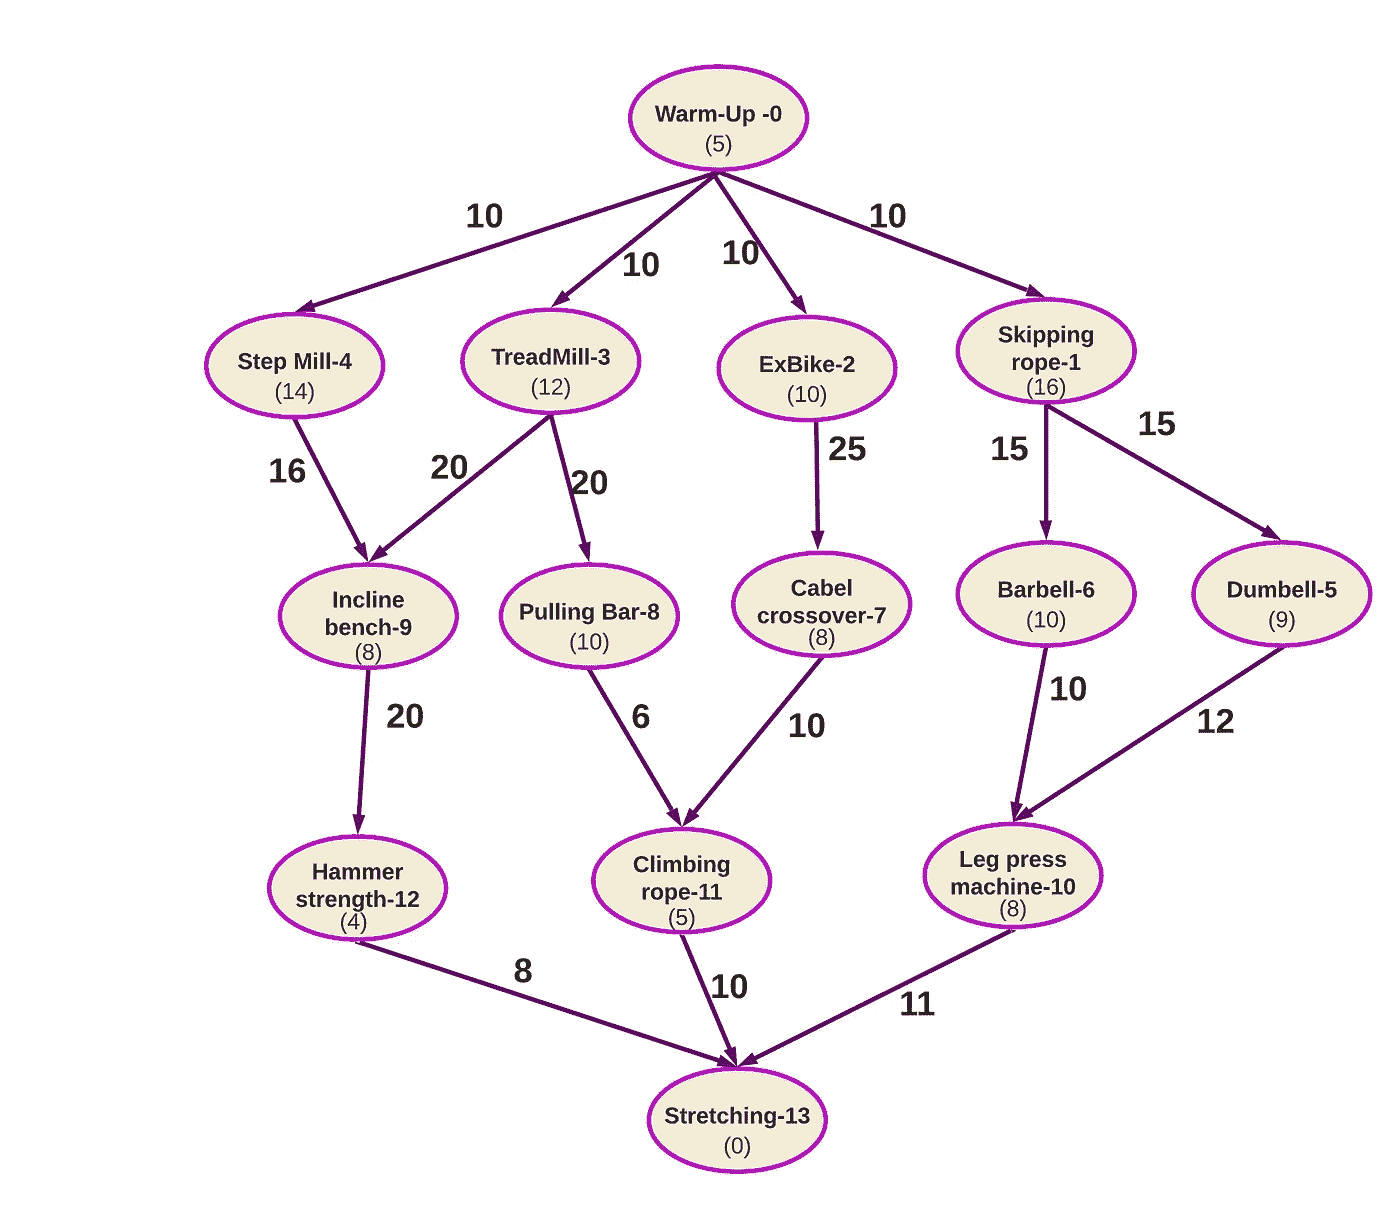 Warm-Up -0
(5)
10
10
10
10
Step Mill-4
(14)
TreadMill-3
(12)
ExBike-2
(10)
Skipping
rope-1
(16)
16
20
20
25
15
15
Incline
bench-9
(8)
Pulling Bar-8
(10)
Cabel
crossover-7
(8)
Barbell-6
(10)
Dumbell-5
(9)
20
6
10
10
12
Hammer
strength-12
(4)
Climbing
rope-11
(5)
Leg press
machine-10
(8)
8
10
11
Stretching-13
(0)